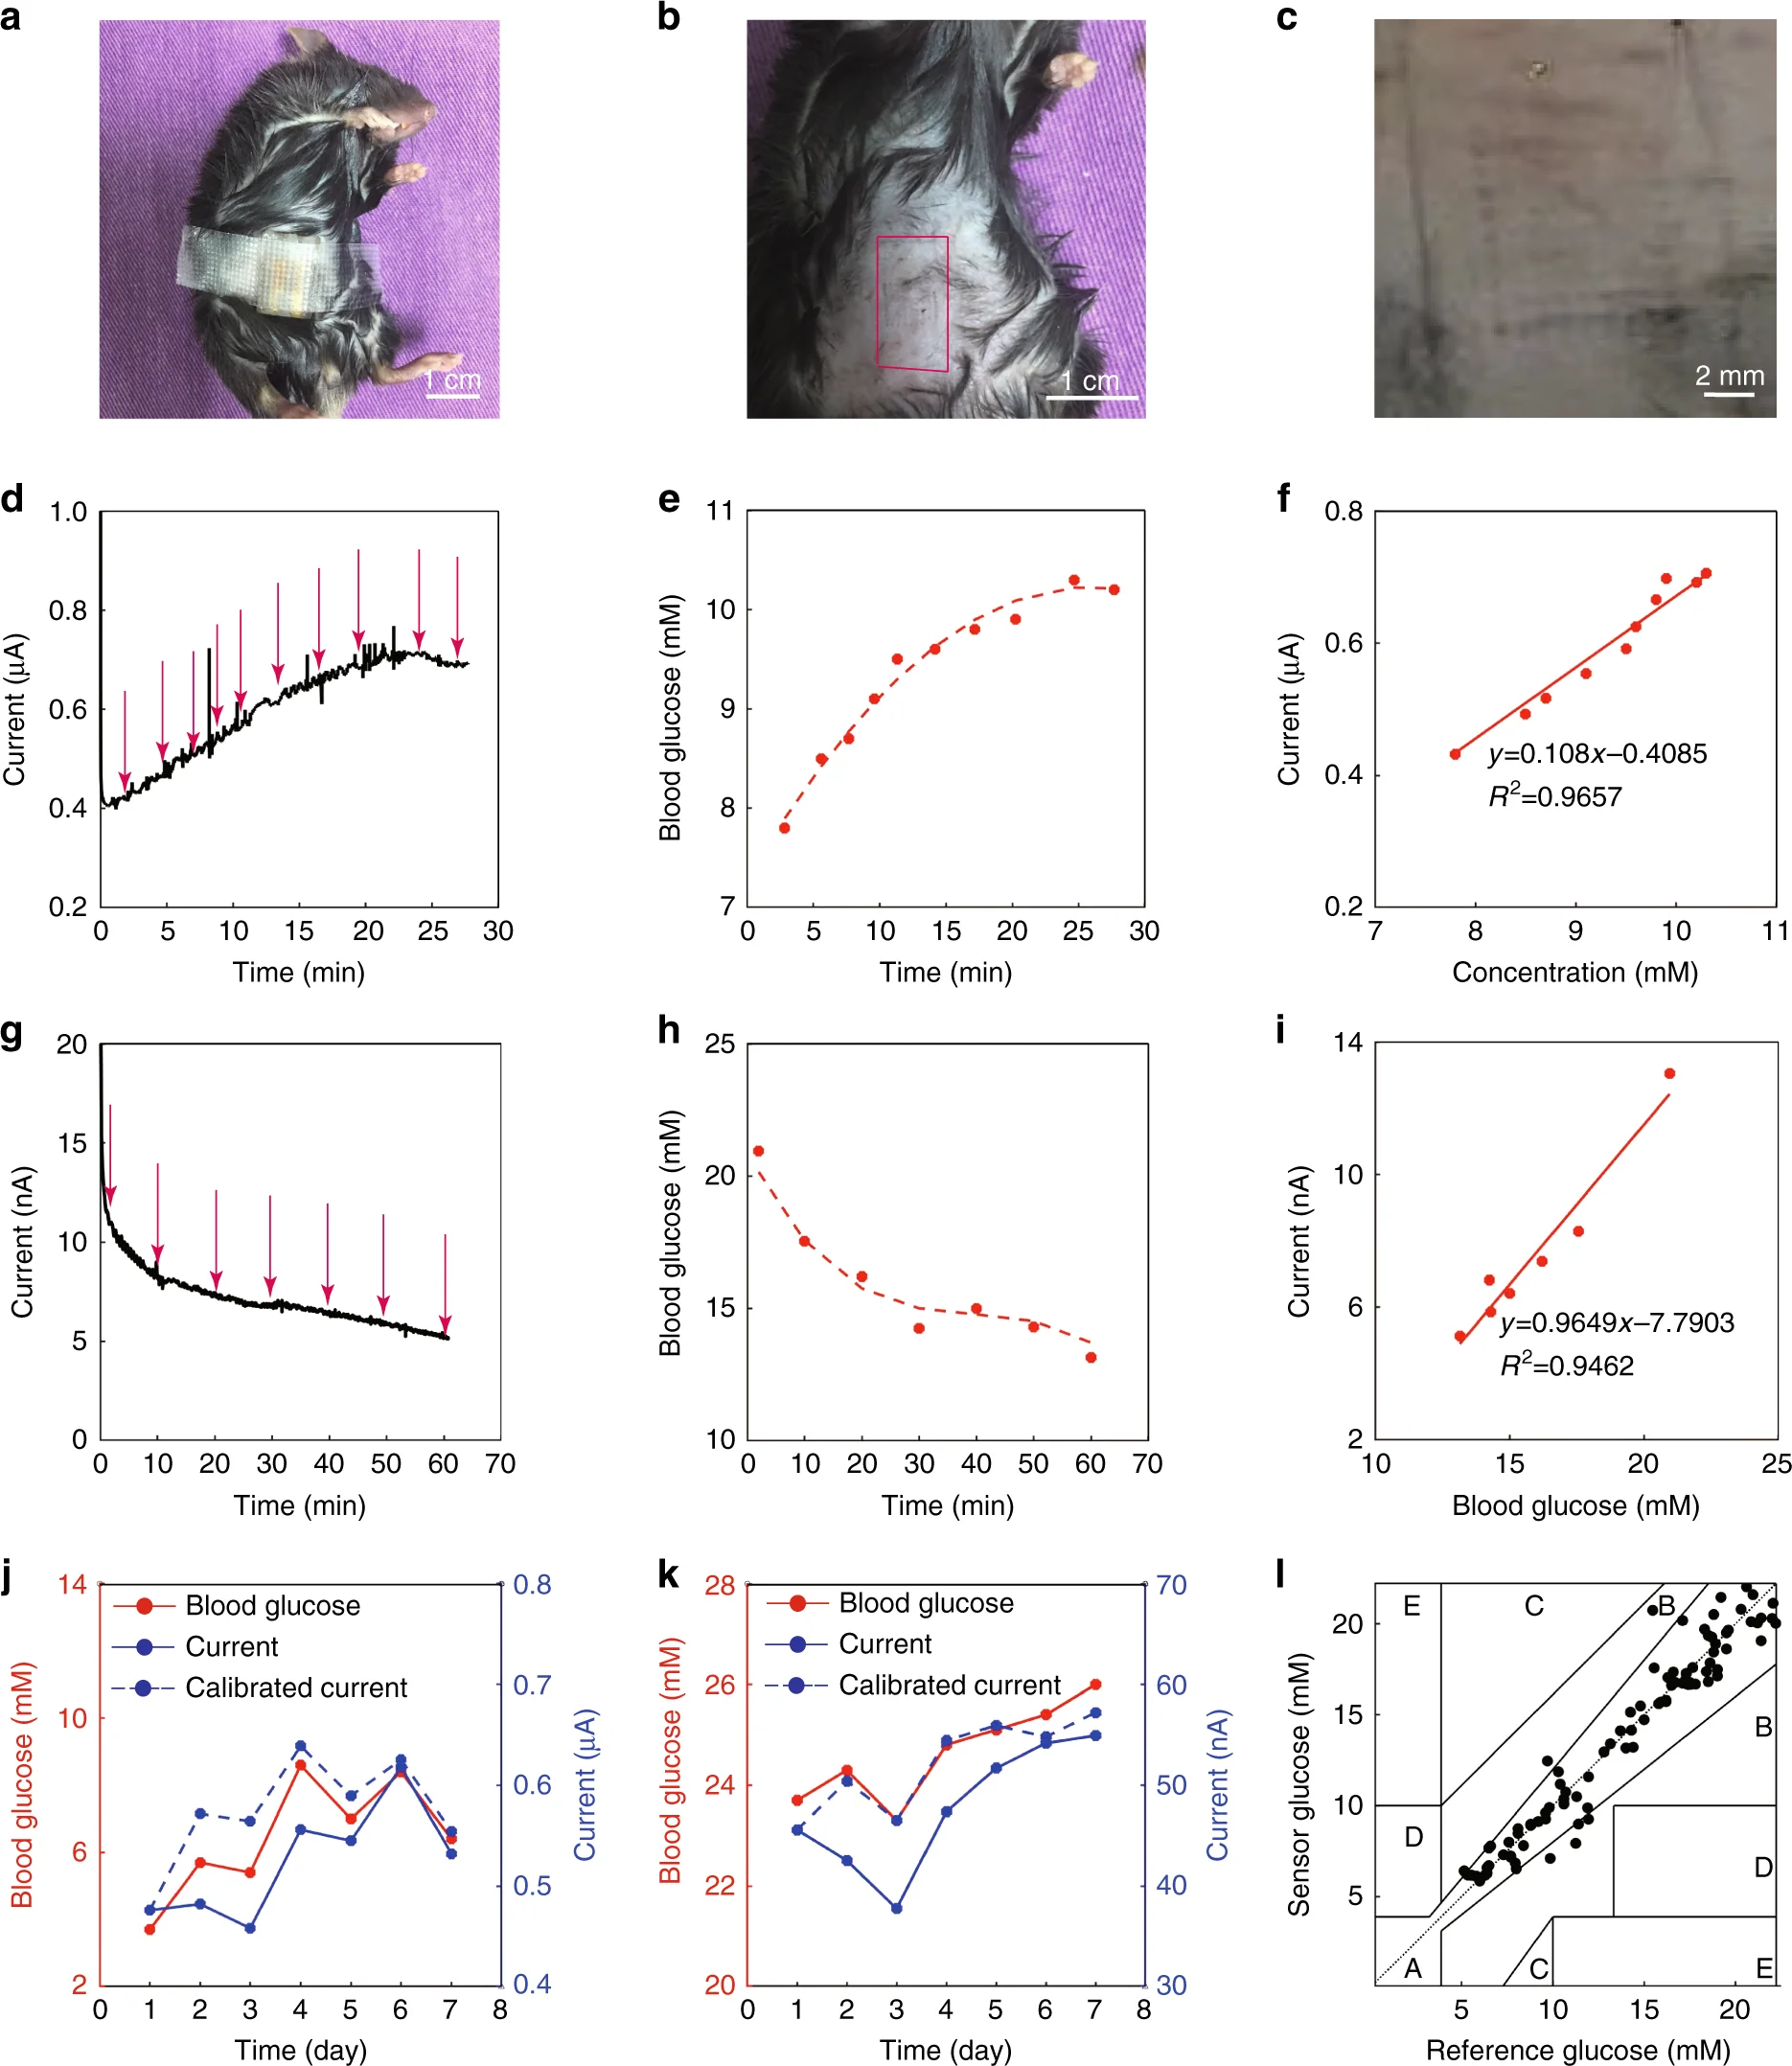 a
b
c
1 cm
1 cm
2 mm
d
1.0
0.8
0.6
0.4
0.2
Current (µA)
0 5 10 15 20 25 30
Time (min)
e
11
10
9
8
7
Blood glucose (mM)
0 5 10 15 20 25 30
Time (min)
f
0.8
0.6
0.4
0.2
Current (µA)
y=0.108x–0.4085
R²=0.9657
7 8 9 10 11
Concentration (mM)
g
20
15
10
5
0
Current (nA)
0 10 20 30 40 50 60 70
Time (min)
h
25
20
15
10
Blood glucose (mM)
0 10 20 30 40 50 60 70
Time (min)
i
14
10
6
2
Current (nA)
y=0.9649x–7.7903
R²=0.9462
10 15 20 25
Blood glucose (mM)
j
14
10
6
2
Blood glucose (mM)
Blood glucose
Current
Calibrated current
0.8
0.7
0.6
0.5
0.4
Current (µA)
0 1 2 3 4 5 6 7 8
Time (day)
k
28
26
24
22
20
Blood glucose (mM)
Blood glucose
Current
Calibrated current
70
60
50
40
30
Current (nA)
0 1 2 3 4 5 6 7 8
Time (day)
l
20
15
10
5
Sensor glucose (mM)
E C B
B
D
D
A C E
5 10 15 20
Reference glucose (mM)